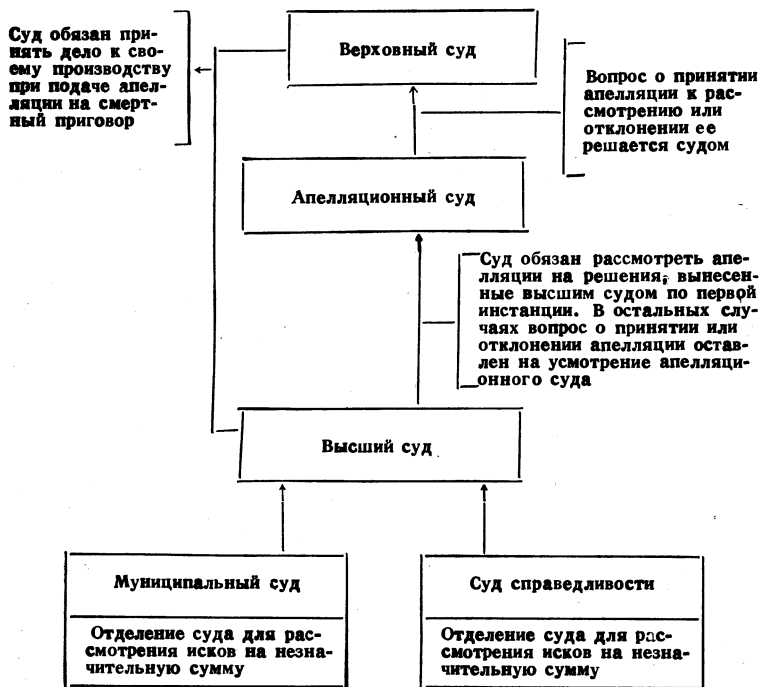 Суд обязан при-
нять дело к сво-
ему производству
при подаче апел-
ляции на смерт-
ный приговор
Верховный суд
Вопрос о принятии
апелляции к рас-
смотрению или
отклонении ее
решается судом
Апелляционный суд
Суд обязан рассмотреть апе-
лляции на решения, вынесен-
ные высшим судом по первой
инстанции. В остальных слу-
чаях вопрос о принятии или
отклонении апелляции остав-
лен на усмотрение апелляци-
онного суда
Высший суд
Муниципальный суд
Отделение суда для рас-
смотрения исков на незна-
чительную сумму
Суд справедливости
Отделение суда для рас-
смотрения исков на незна-
чительную сумму